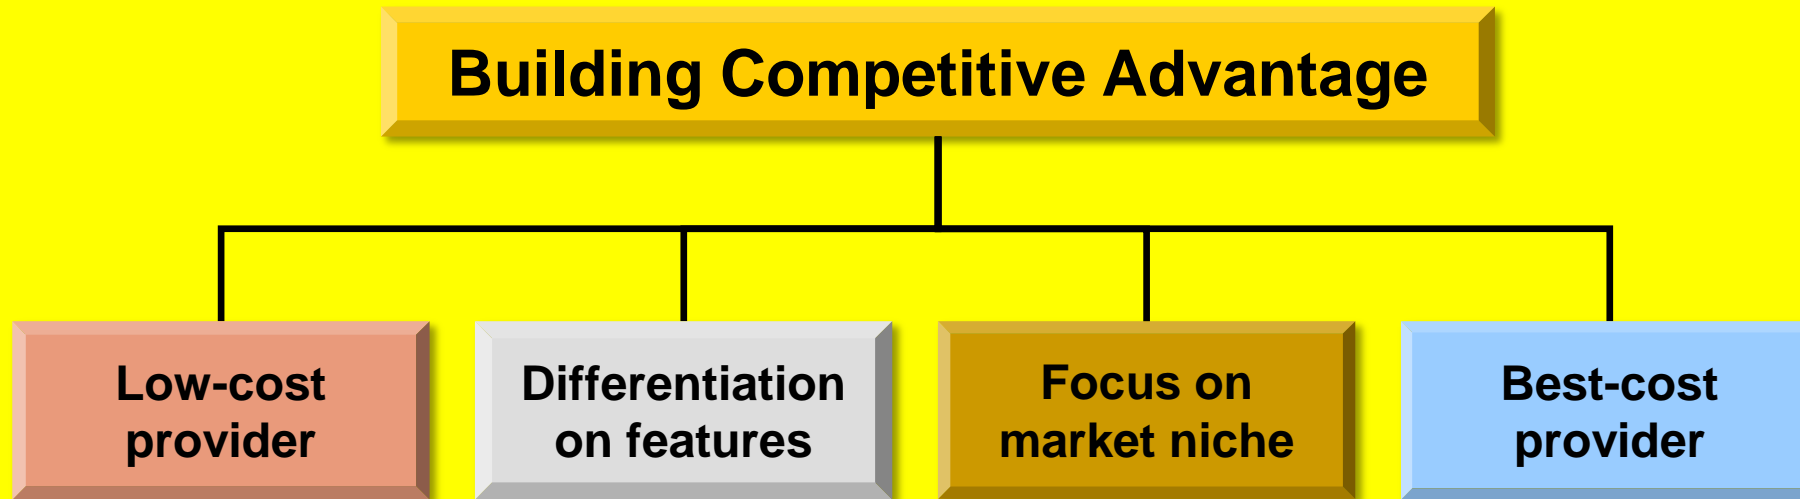 Building Competitive Advantage
Low-cost
provider
Differentiation
on features
Focus on
market niche
Best-cost
provider